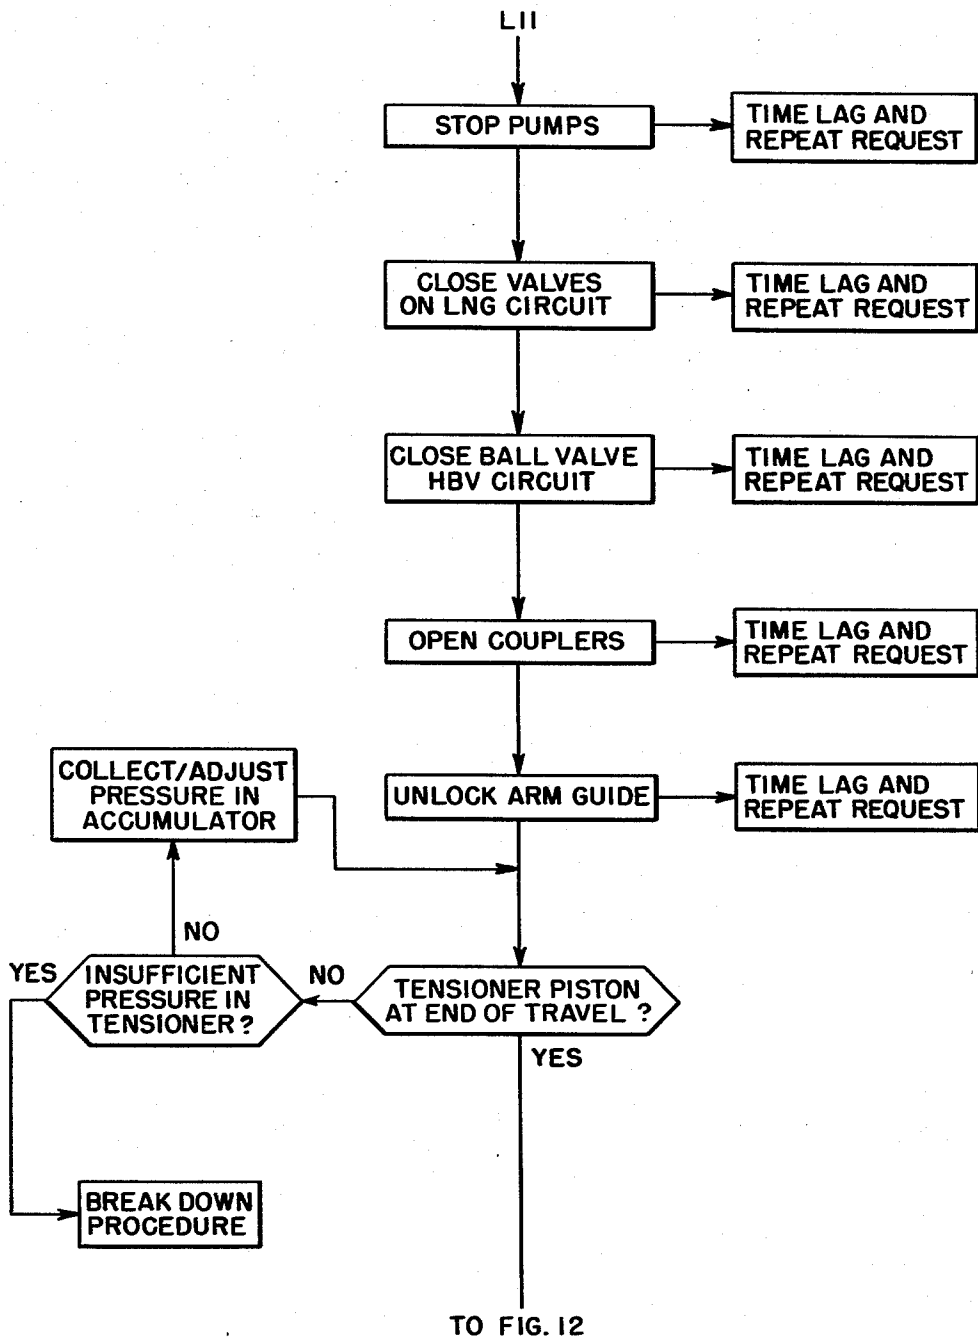 L11
STOP PUMPS
TIME LAG AND
REPEAT REQUEST
CLOSE VALVES
ON LNG CIRCUIT
TIME LAG AND
REPEAT REQUEST
CLOSE BALL VALVE
HBV CIRCUIT
TIME LAG AND
REPEAT REQUEST
OPEN COUPLERS
TIME LAG AND
REPEAT REQUEST
COLLECT/ADJUST
PRESSURE IN
ACCUMULATOR
UNLOCK ARM GUIDE
TIME LAG AND
REPEAT REQUEST
NO
YES
INSUFFICIENT
PRESSURE IN
TENSIONER ?
NO
TENSIONER PISTON
AT END OF TRAVEL ?
YES
BREAK DOWN
PROCEDURE
TO FIG. 12